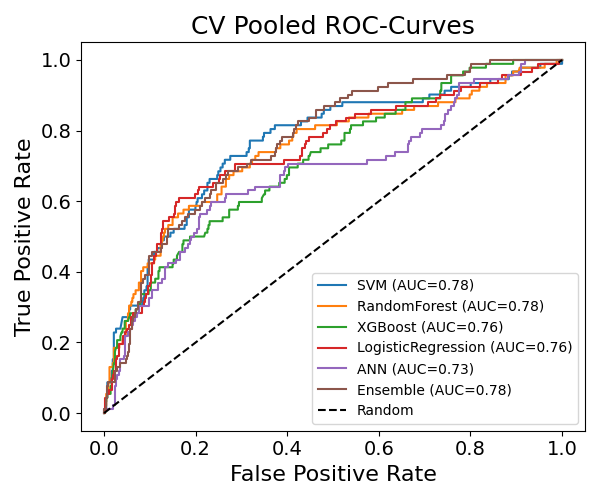 CV Pooled ROC-Curves
True Positive Rate
1.0
0.8
0.6
0.4
0.2
0.0
SVM (AUC=0.78)
RandomForest (AUC=0.78)
XGBoost (AUC=0.76)
LogisticRegression (AUC=0.76)
ANN (AUC=0.73)
Ensemble (AUC=0.78)
Random
0.0 0.2 0.4 0.6 0.8 1.0
False Positive Rate